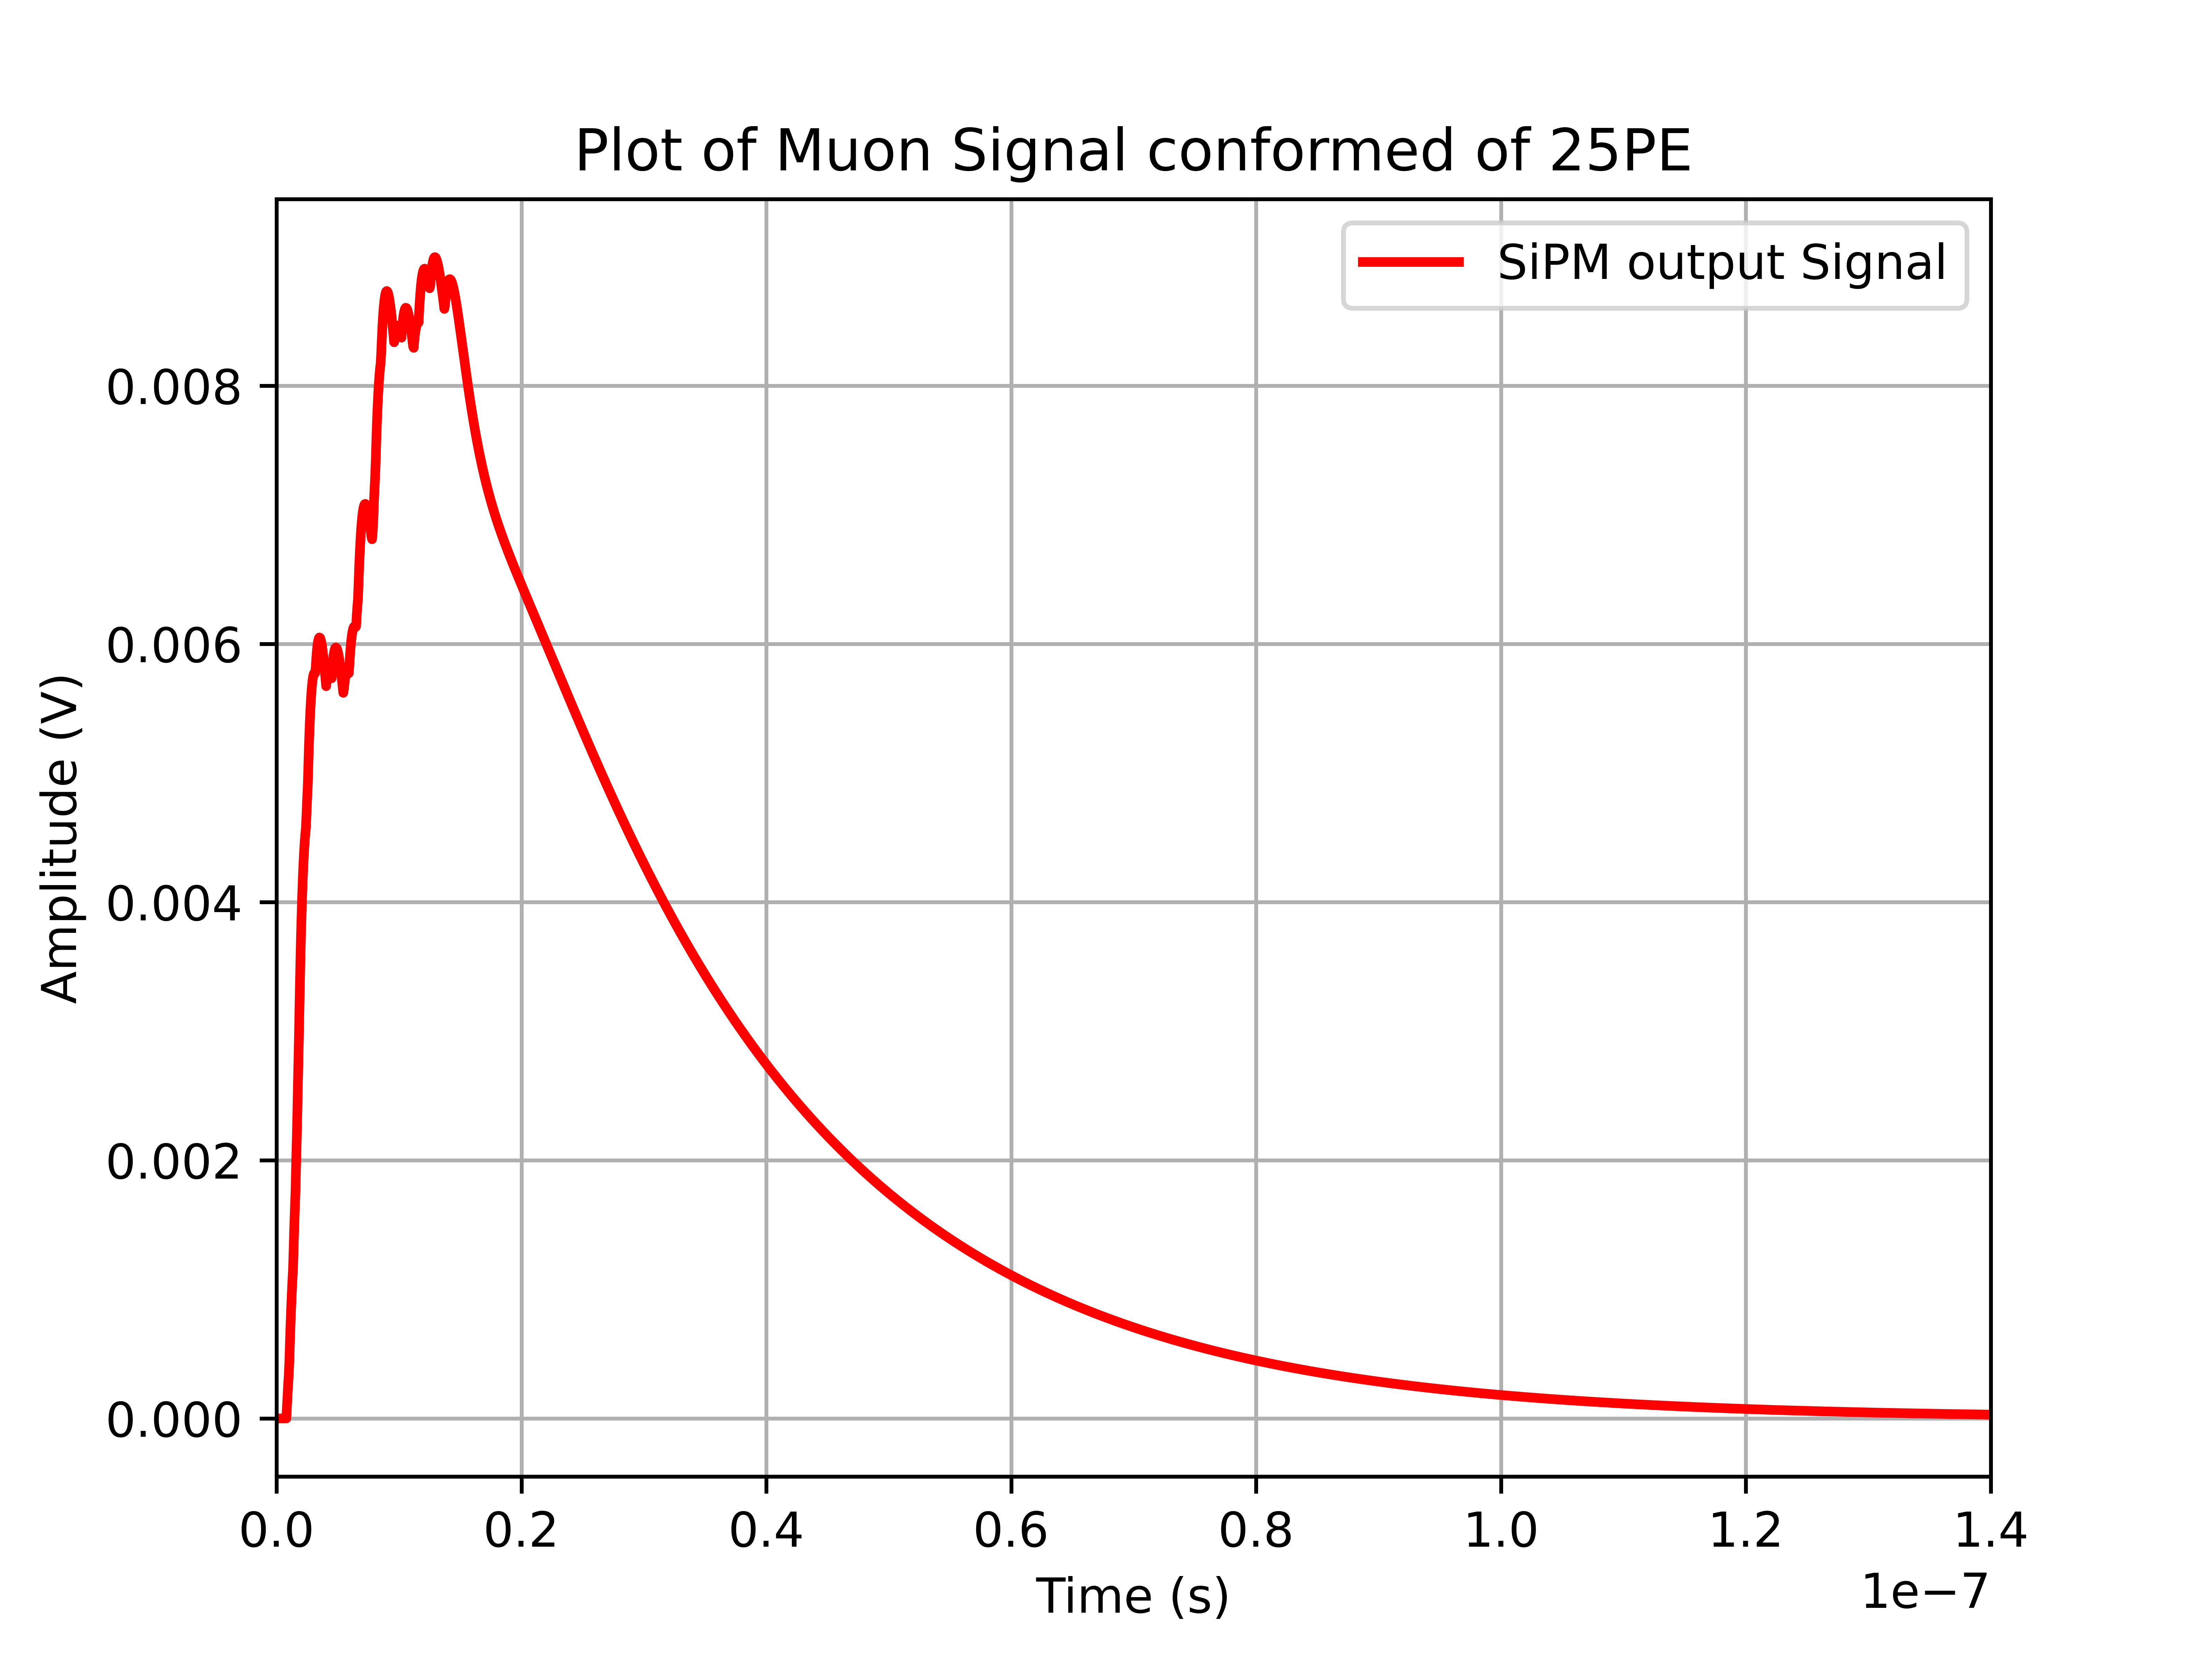 Plot of Muon Signal conformed of 25PE
SiPM output Signal
Amplitude (V)
0.008
0.006
0.004
0.002
0.000
0.0 0.2 0.4 0.6 0.8 1.0 1.2 1.4
Time (s)
1e−7